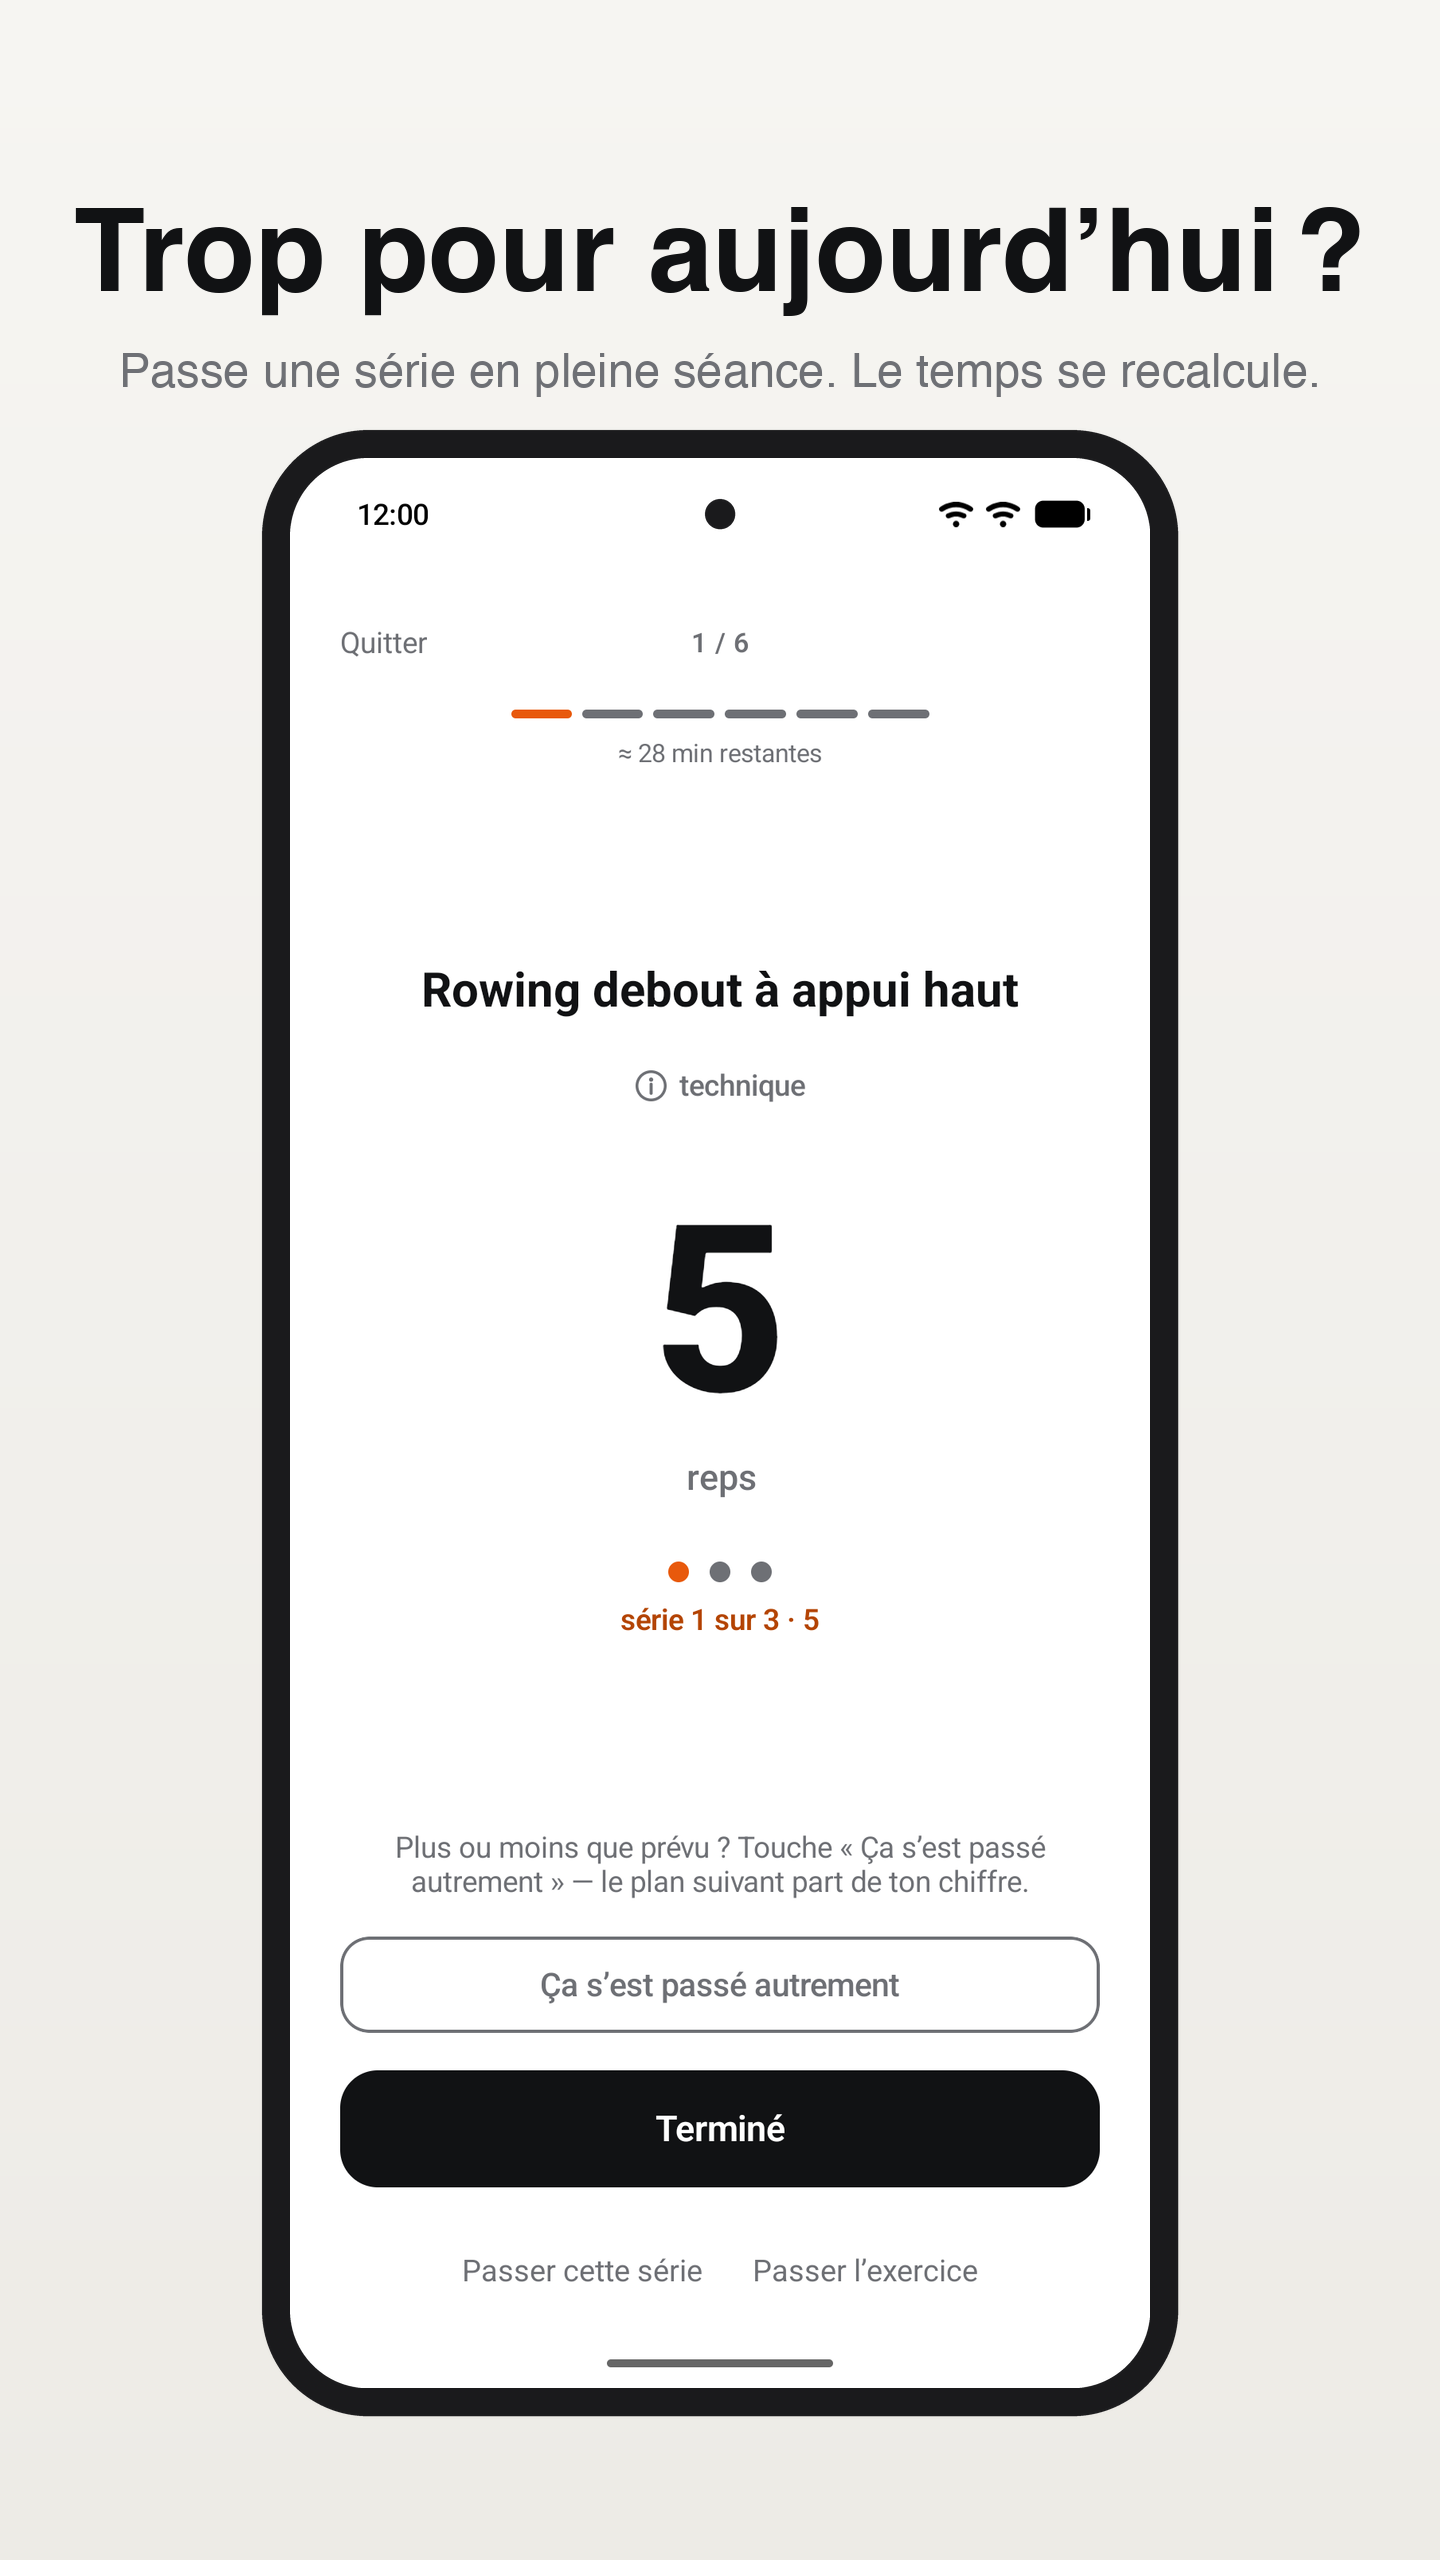 Trop pour aujourd’hui ?
Passe une série en pleine séance. Le temps se recalcule.
12:00
Quitter
1 / 6
≈ 28 min restantes
Rowing debout à appui haut
technique
5
reps
série 1 sur 3 · 5
Plus ou moins que prévu ? Touche « Ça s’est passé
autrement » — le plan suivant part de ton chiffre.
Ça s’est passé autrement
Terminé
Passer cette série
Passer l’exercice